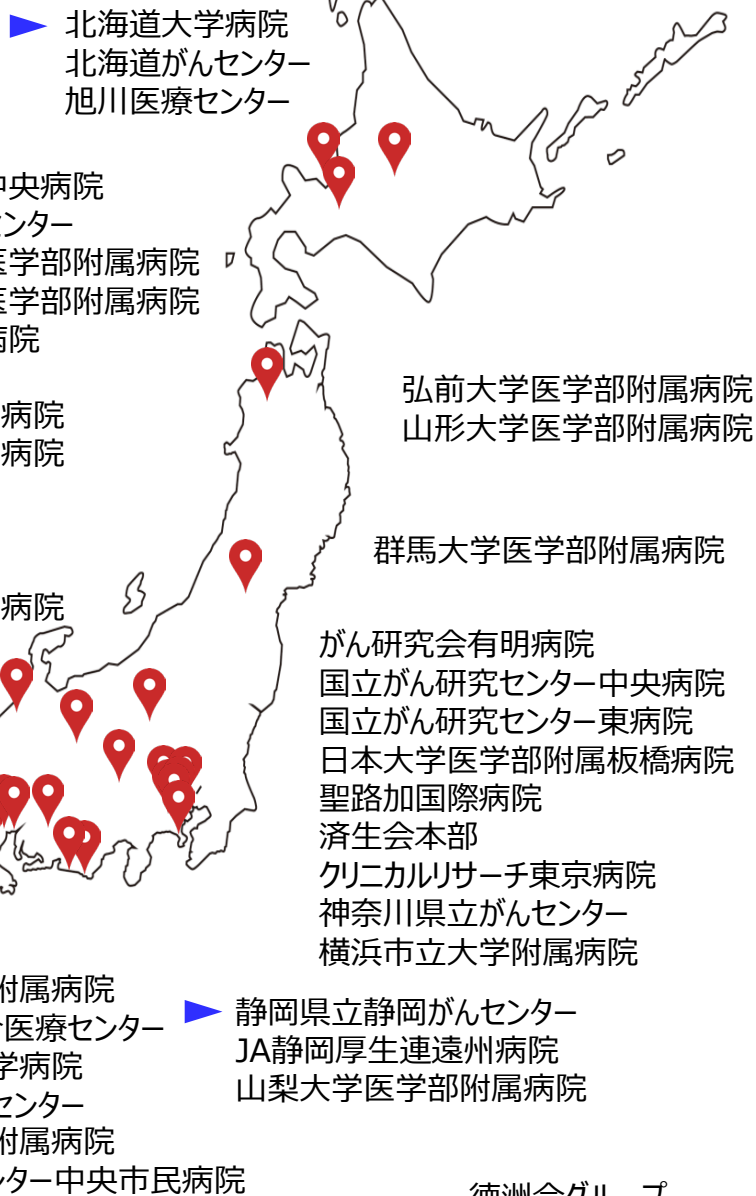 北海道大学病院
北海道がんセンター
旭川医療センター
中央病院
センター
医学部附属病院
医学部附属病院
病院
病院
病院
弘前大学医学部附属病院
山形大学医学部附属病院
群馬大学医学部附属病院
病院
がん研究会有明病院
国立がん研究センター中央病院
国立がん研究センター東病院
日本大学医学部附属板橋病院
聖路加国際病院
済生会本部
クリニカルリサーチ東京病院
神奈川県立がんセンター
横浜市立大学附属病院
附属病院
医療センター
学病院
センター
附属病院
ンター中央市民病院
静岡県立静岡がんセンター
JA静岡厚生連遠州病院
山梨大学医学部附属病院
徳洲会グループ